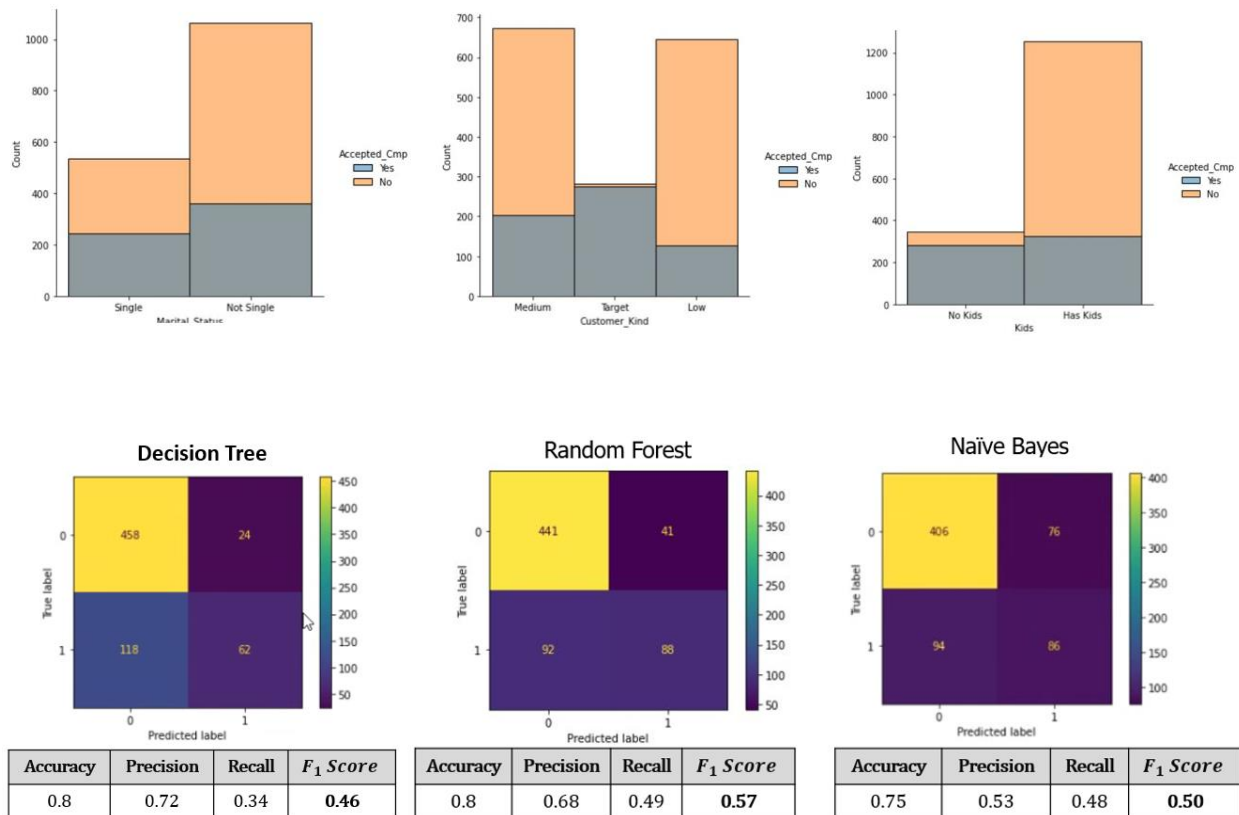 1000
800
600
400
200
0
Count
Single
Not Single
Marital_Status
Accepted_Cmp
Yes
No
700
600
500
400
300
200
100
0
Count
Medium
Target
Low
Customer_Kind
Accepted_Cmp
Yes
No
1200
1000
800
600
400
200
0
Count
No Kids
Has Kids
Kids
Accepted_Cmp
Yes
No
Decision Tree
0
1
True label
458
24
118
62
0
1
Predicted label
450
400
350
300
250
200
150
100
50
Accuracy Precision Recall F₁ Score
0.8 0.72 0.34 0.46
Random Forest
0
1
True label
441
41
92
88
0
1
Predicted label
400
350
300
250
200
150
100
50
Accuracy Precision Recall F₁ Score
0.8 0.68 0.49 0.57
Naïve Bayes
0
1
True label
406
76
94
86
0
1
Predicted label
400
350
300
250
200
150
100
Accuracy Precision Recall F₁ Score
0.75 0.53 0.48 0.50